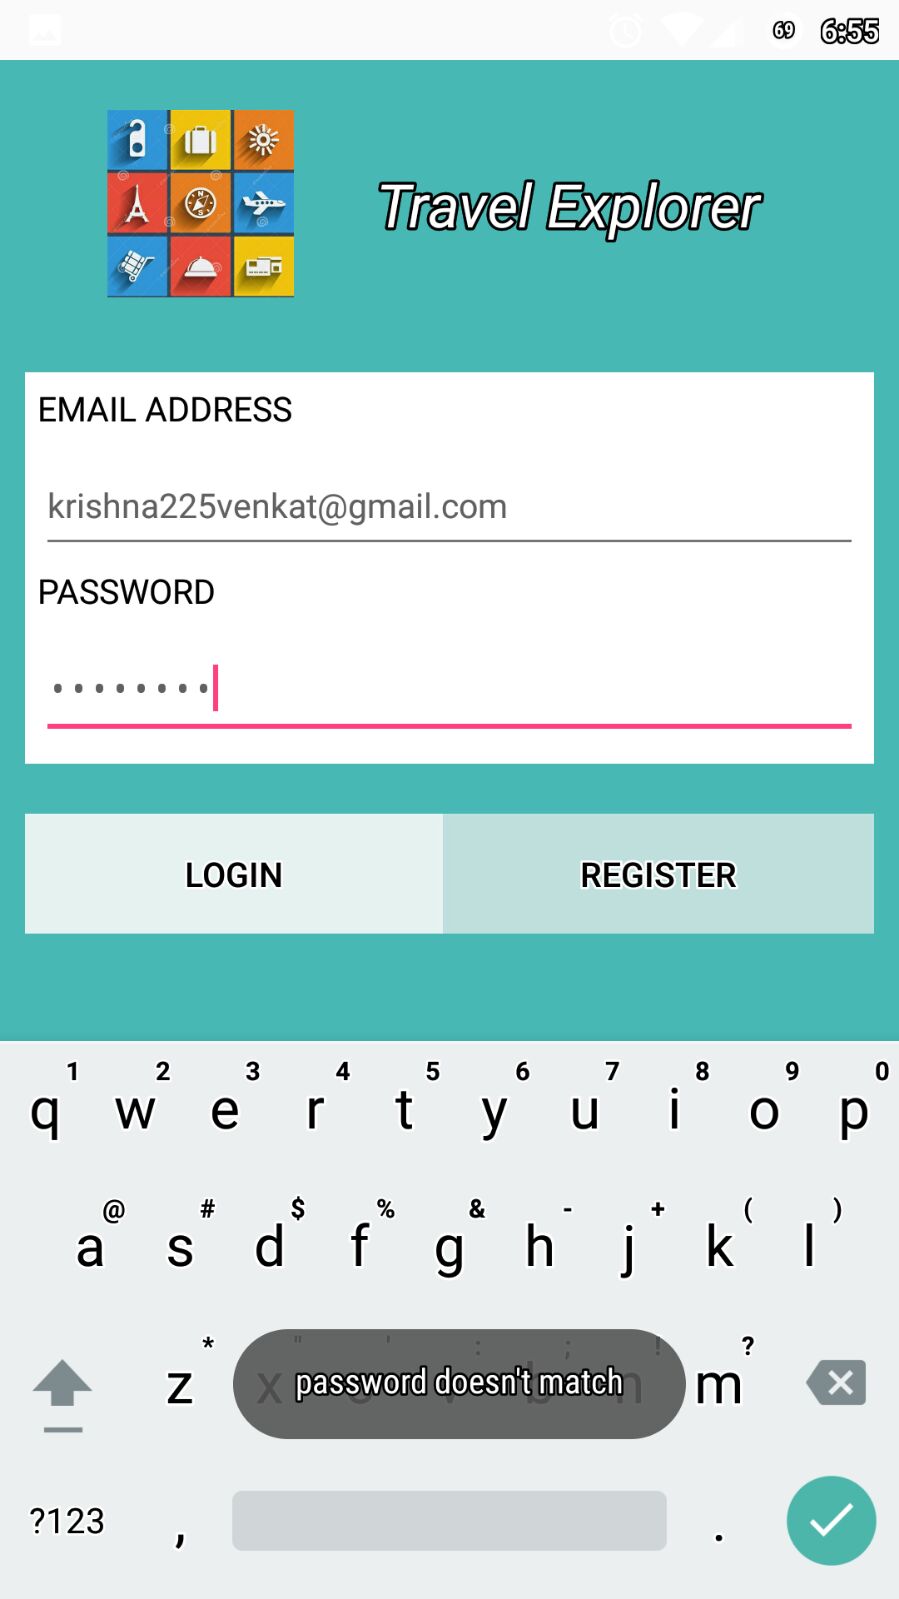 69 6:55
N
S
Travel Explorer
EMAIL ADDRESS
krishna225venkat@gmail.com
PASSWORD
••••••••
LOGIN REGISTER
1 2 3 4 5 6 7 8 9 0
q w e r t y u i o p
@ # $ % & - + ( )
a s d f g h j k l
* " ' : ; ! ?
z x v b n m
password doesn't match
?123 , .